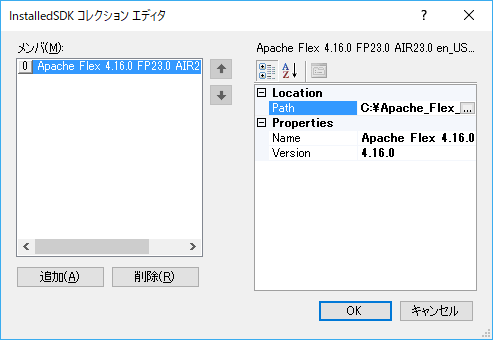 InstalledSDK コレクション エディタ
メンバ(M):
0 Apache Flex 4.16.0 FP23.0 AIR2
追加(A)
削除(R)
Apache Flex 4.16.0 FP23.0 AIR23.0 en_US...
Location
Path C:¥Apache_Flex_ ...
Properties
Name Apache Flex 4.16.0
Version 4.16.0
OK
キャンセル